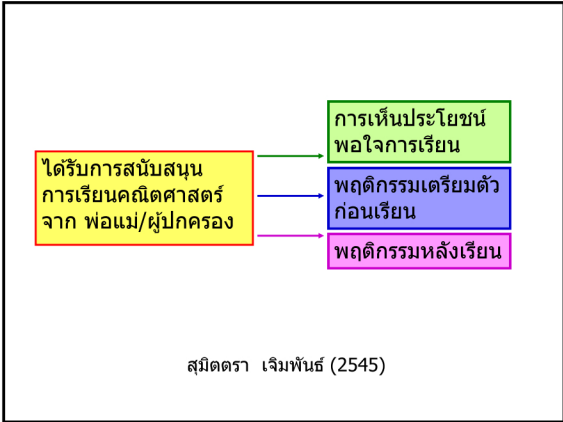 ได้รับการสนับสนุน
การเรียนคณิตศาสตร์
จาก พ่อแม่/ผู้ปกครอง
การเห็นประโยชน์
พอใจการเรียน
พฤติกรรมเตรียมตัว
ก่อนเรียน
พฤติกรรมหลังเรียน
สุมิตตรา เจิมพันธ์ (2545)